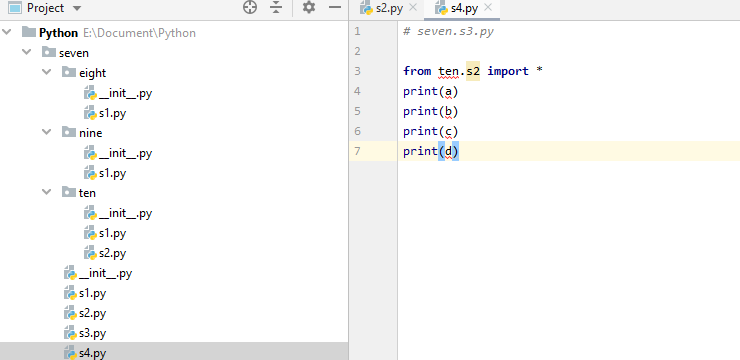 Project
Python E:\Document\Python
seven
eight
__init__.py
s1.py
nine
__init__.py
s1.py
ten
__init__.py
s1.py
s2.py
__init__.py
s1.py
s2.py
s3.py
s4.py
s2.py s4.py
1 # seven.s3.py
2
3 from ten.s2 import *
4 print(a)
5 print(b)
6 print(c)
7 print(d)